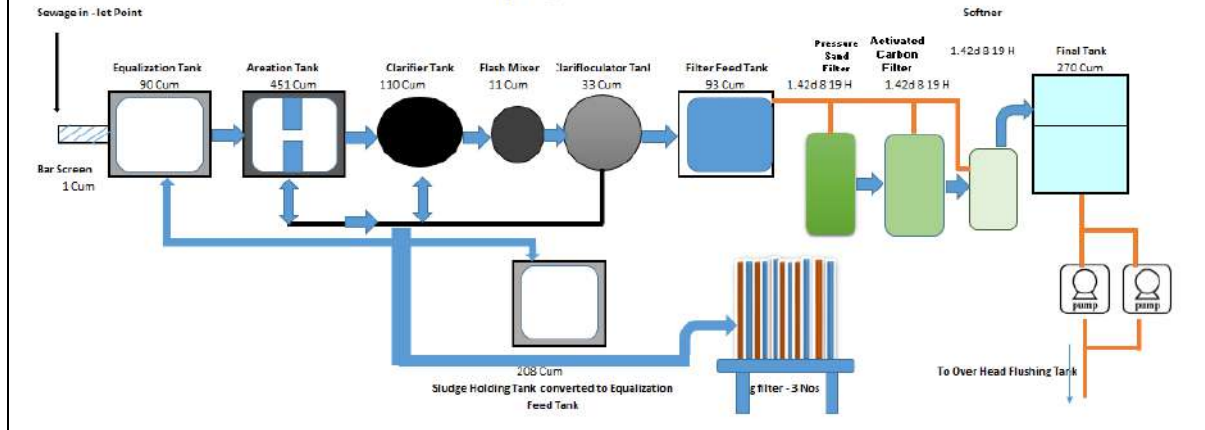 Sewage in - let Point
Softner
Equalization Tank
90 Cum
Areation Tank
451 Cum
Clarifier Tank
110 Cum
Flash Mixer
11 Cum
Clarifloculator Tank
33 Cum
Filter Feed Tank
93 Cum
Pressure
Sand
Filter
1.42d 8 19 H
Activated
Carbon
Filter
1.42d 8 19 H
1.42d 8 19 H
Final Tank
270 Cum
Bar Screen
1 Cum
pump
pump
208 Cum
Sludge Holding Tank converted to Equalization
Feed Tank
g filter - 3 Nos
To Over Head Flushing Tank